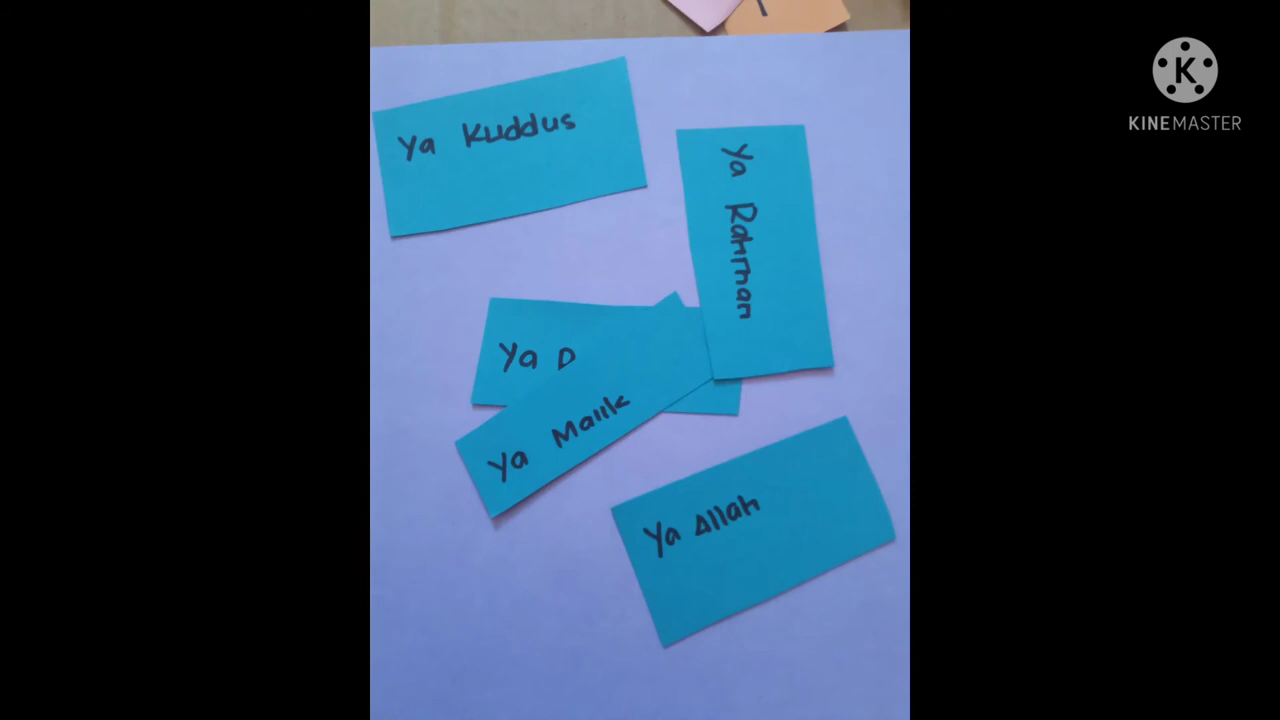 Ya Kuddus
Ya Rahman
Ya
Ya Malik
Ya Allah
KINEMASTER